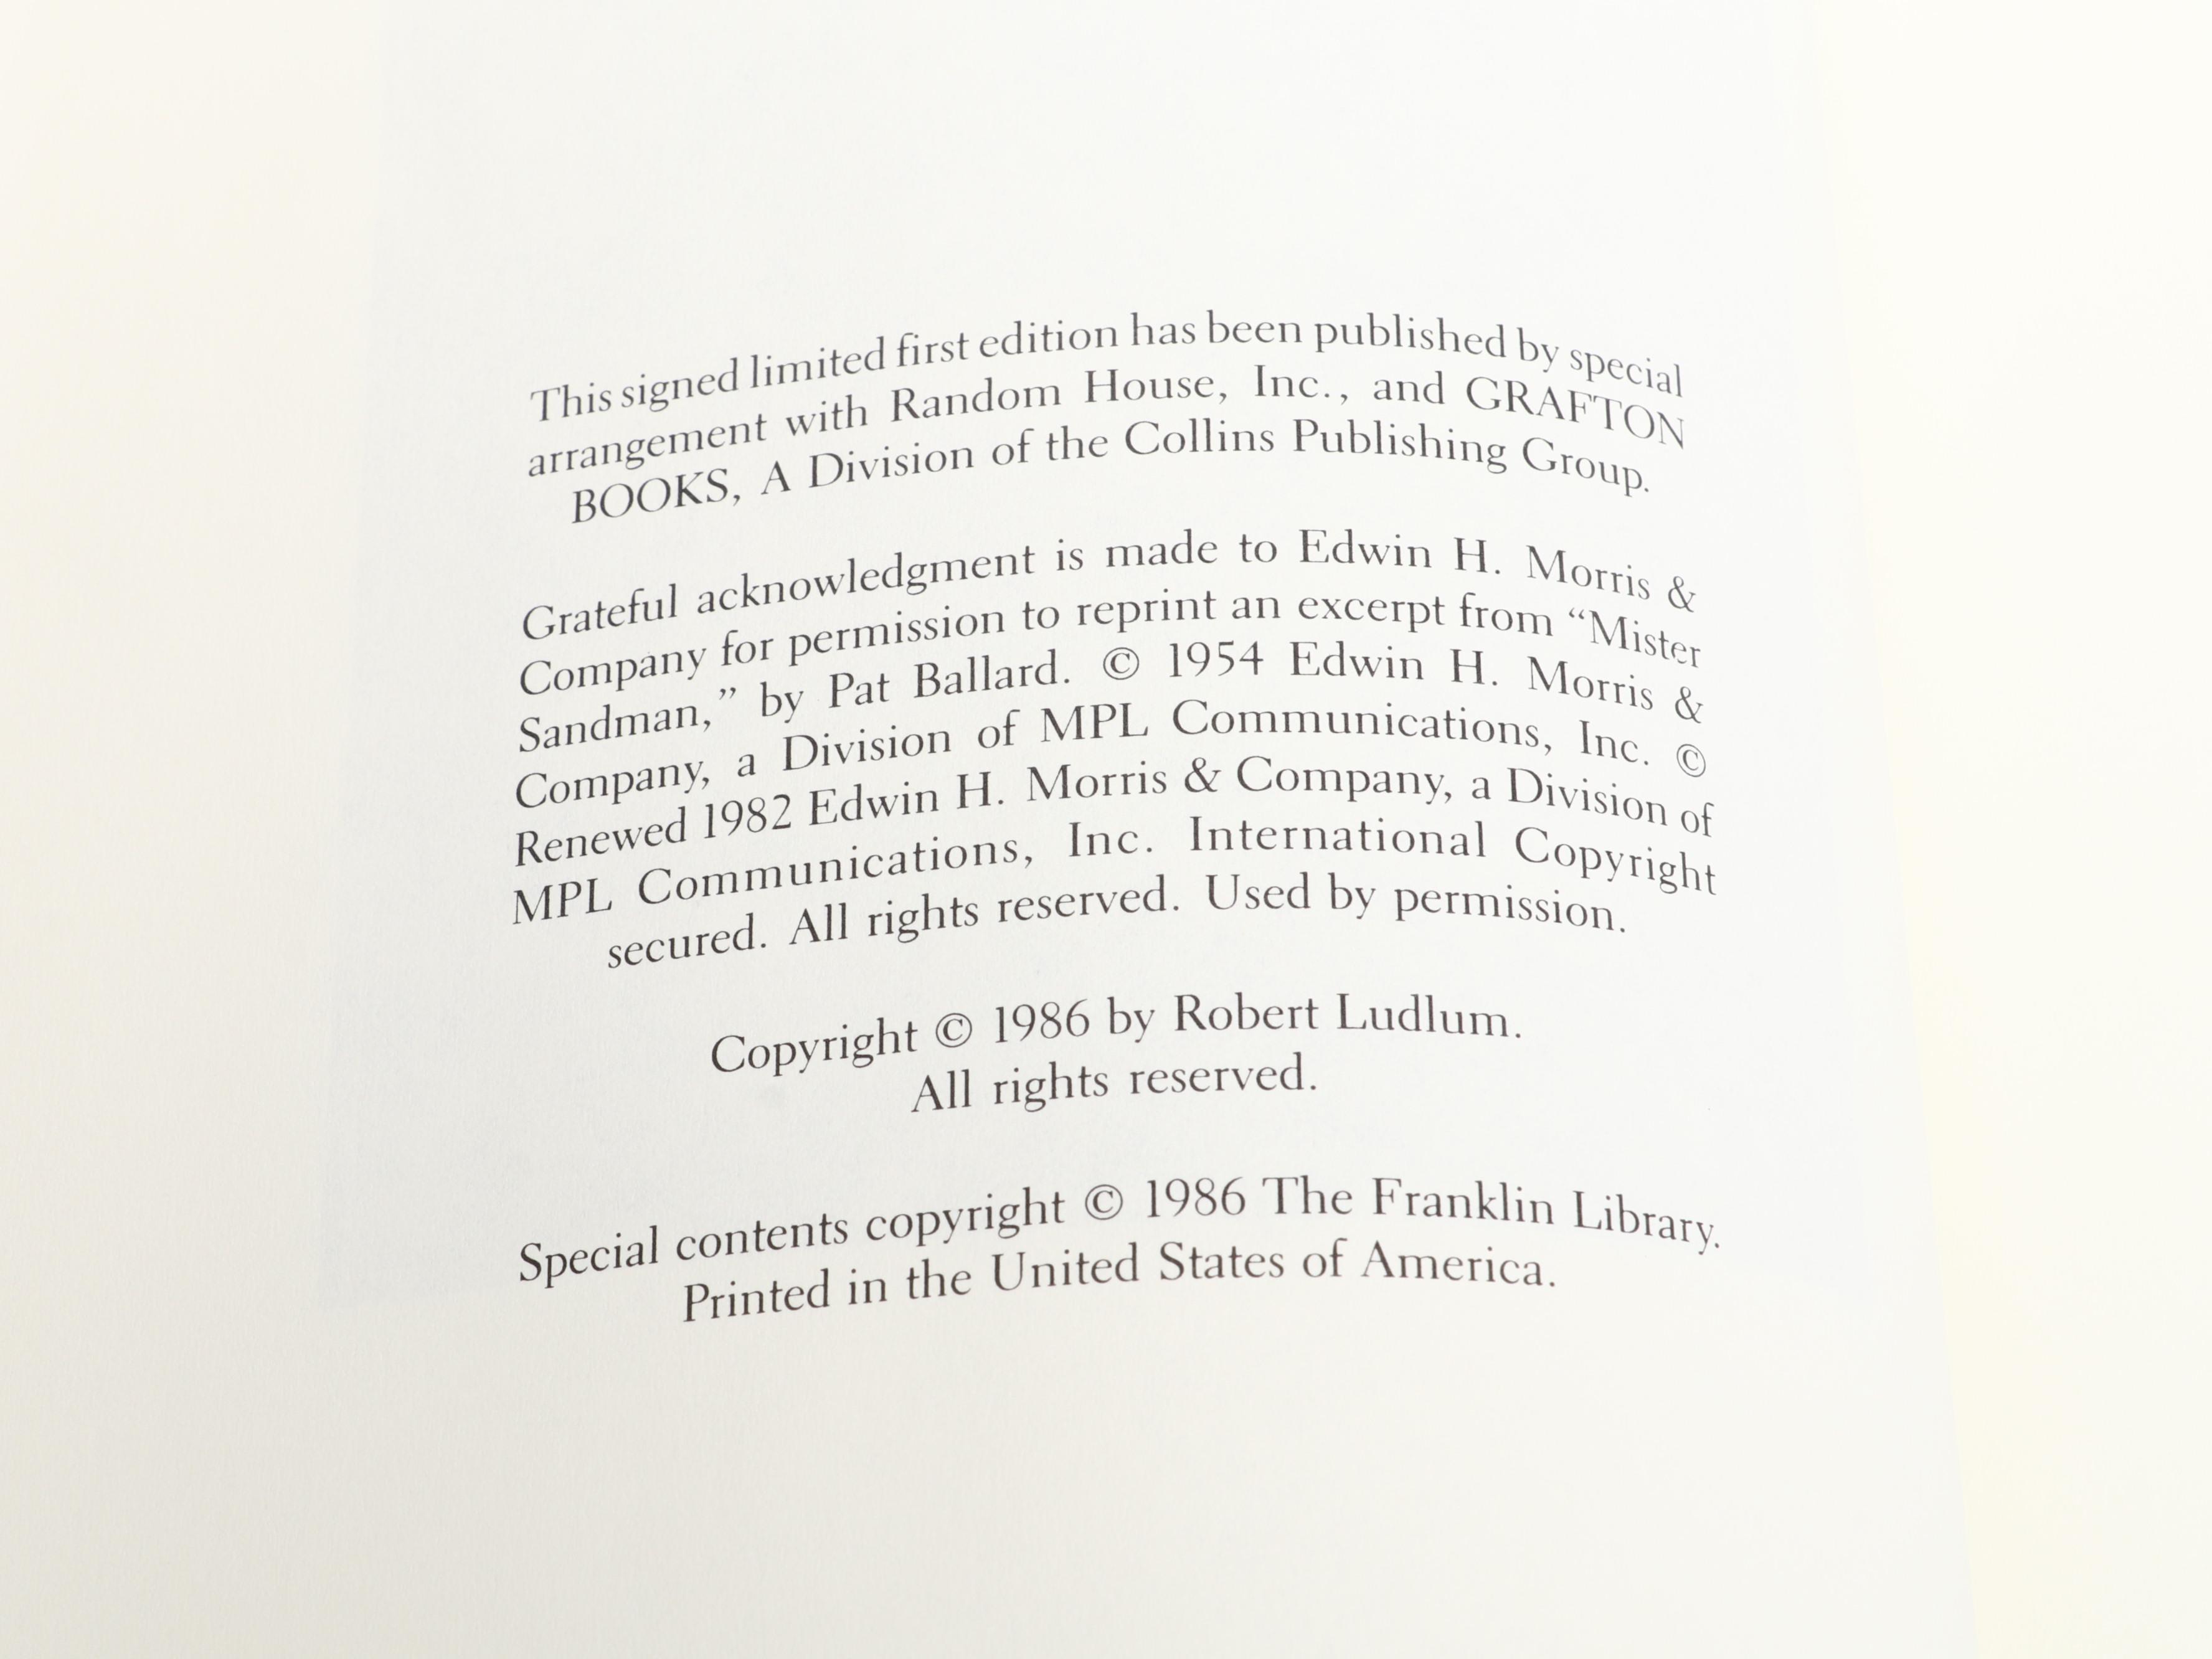 This signed limited first edition has been published by special
arrangement with Random House, Inc., and GRAFTON
BOOKS, A Division of the Collins Publishing Group.
Grateful acknowledgment is made to Edwin H. Morris &
Company for permission to reprint an excerpt from “Mister
Sandman,” by Pat Ballard. © 1954 Edwin H. Morris &
Company, a Division of MPL Communications, Inc. ©
Renewed 1982 Edwin H. Morris & Company, a Division of
MPL Communications, Inc. International Copyright
secured. All rights reserved. Used by permission.
Copyright © 1986 by Robert Ludlum.
All rights reserved.
Special contents copyright © 1986 The Franklin Library.
Printed in the United States of America.